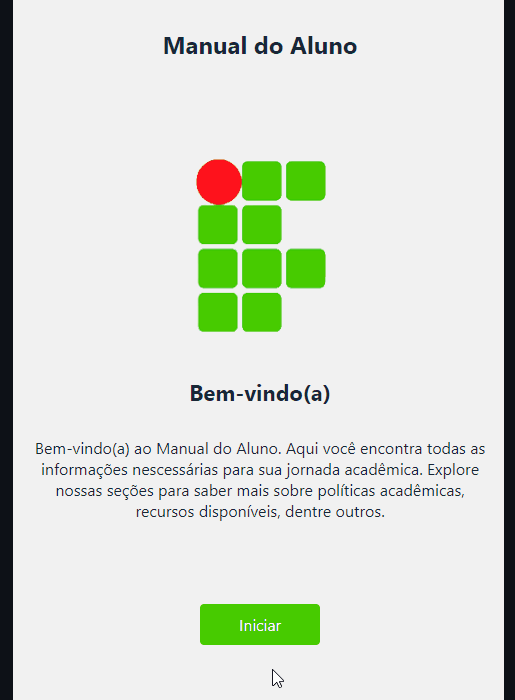 Manual do Aluno
Bem-vindo(a)
Bem-vindo(a) ao Manual do Aluno. Aqui você encontra todas as
informações nescessárias para sua jornada acadêmica. Explore
nossas seções para saber mais sobre políticas acadêmicas,
recursos disponíveis, dentre outros.
Iniciar